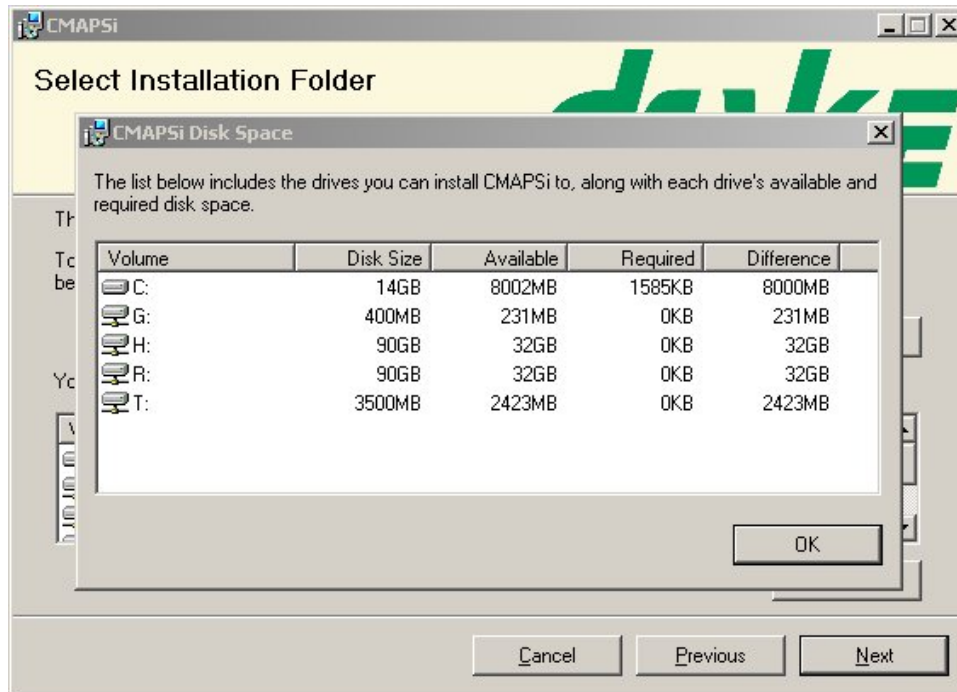 CMAPSi
Select Installation Folder
CMAPSi Disk Space
The list below includes the drives you can install CMAPSi to, along with each drive's available and
required disk space.
Volume Disk Size Available Required Difference
C: 14GB 8002MB 1585KB 8000MB
G: 400MB 231MB 0KB 231MB
H: 90GB 32GB 0KB 32GB
R: 90GB 32GB 0KB 32GB
T: 3500MB 2423MB 0KB 2423MB
OK
Cancel Previous Next